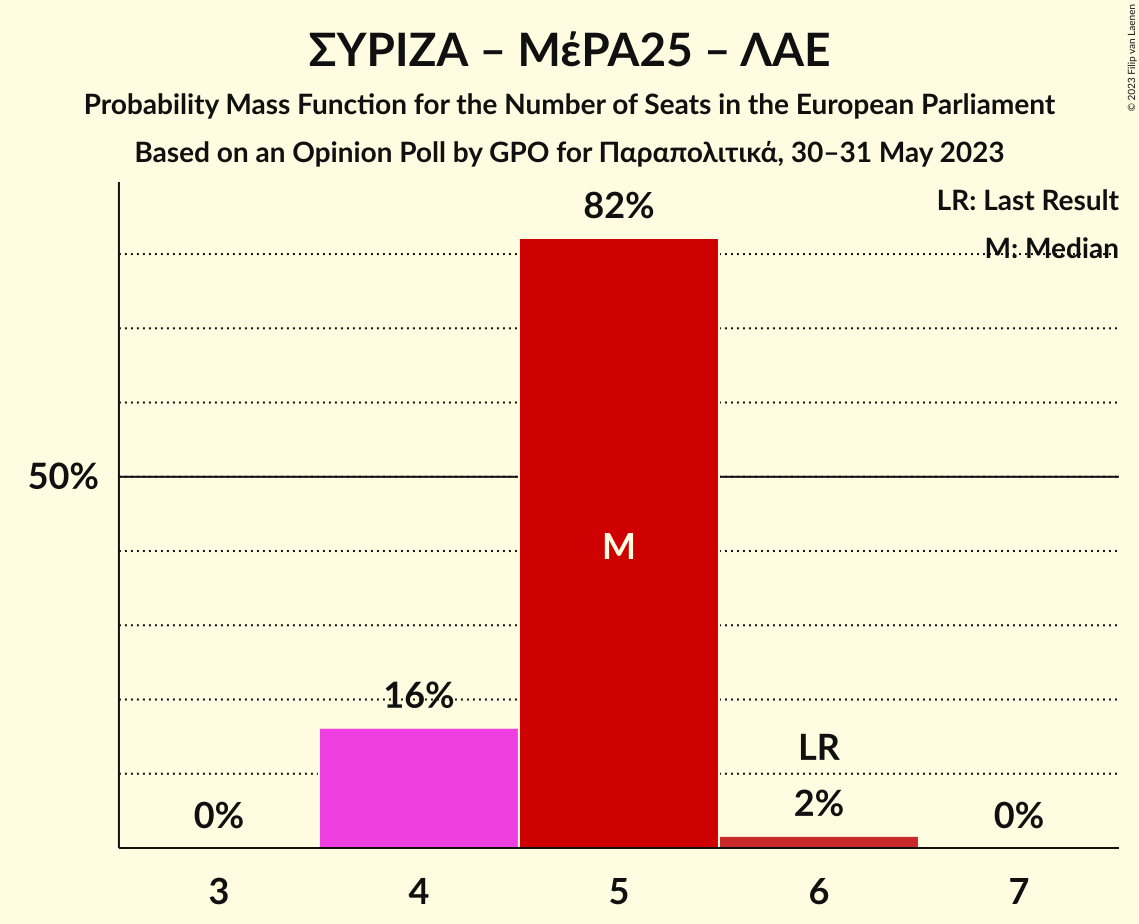 ΣΥΡΙΖΑ – ΜέΡΑ25 – ΛΑΕ
Probability Mass Function for the Number of Seats in the European Parliament
Based on an Opinion Poll by GPO for Παραπολιτικά, 30–31 May 2023
© 2023 Filip van Laenen
LR: Last Result
M: Median
82%
50%
M
16%
LR
2%
0%
0%
3 4 5 6 7